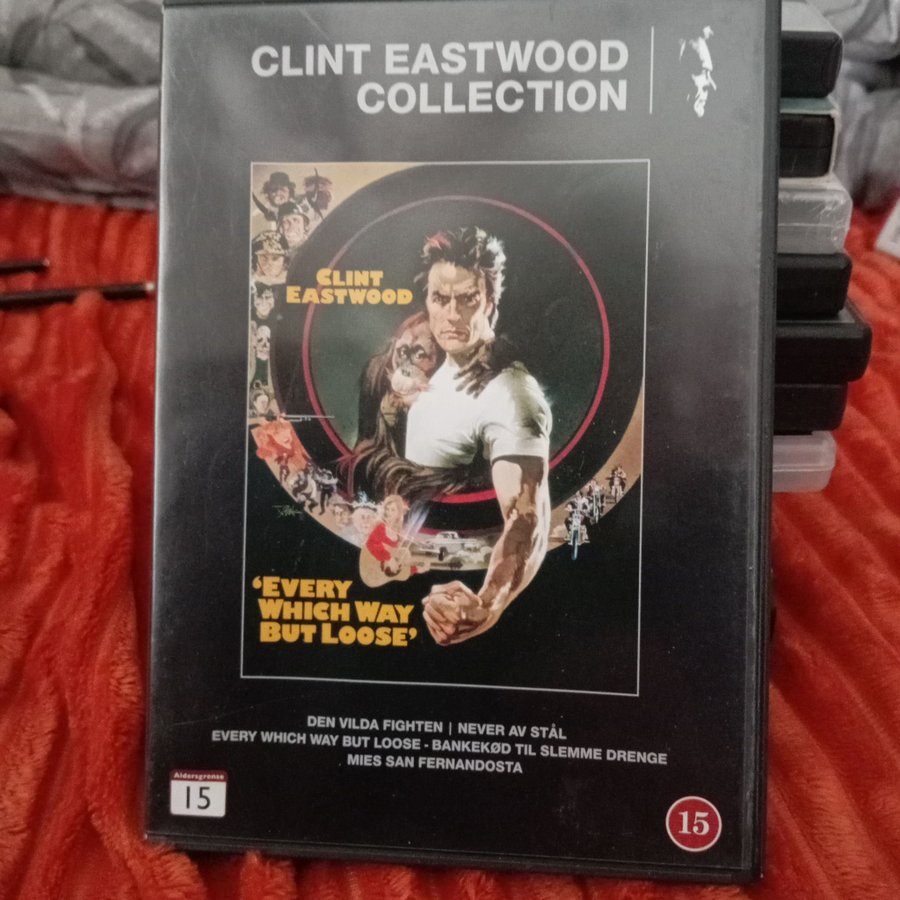 CLINT EASTWOOD
COLLECTION
CLINT
EASTWOOD
'EVERY
WHICH WAY
BUT LOOSE'
DEN VILDA FIGHTEN | NEVER AV STÅL
EVERY WHICH WAY BUT LOOSE - BANKEKØD TIL SLEMME DRENGE
MIES SAN FERNANDOSTA
Aldersgrense
15
15